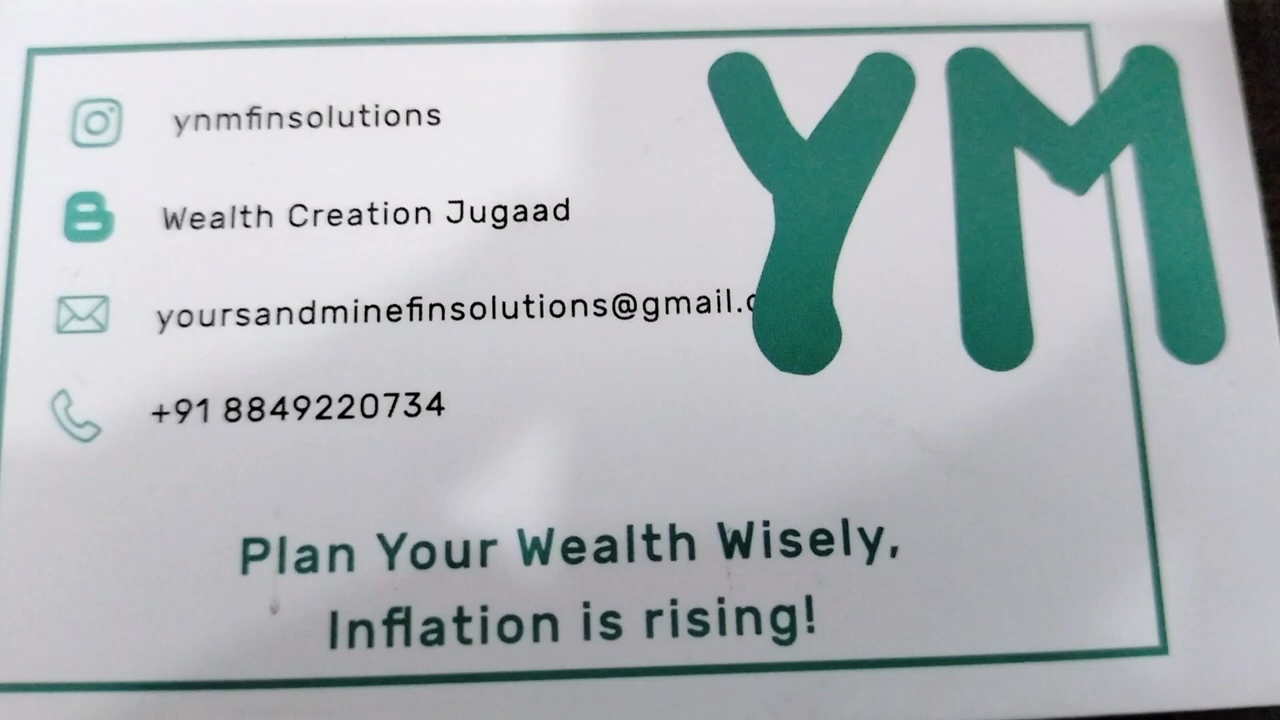 YM
ynmfinsolutions
Wealth Creation Jugaad
yoursandminefinsolutions@gmail.c
+91 8849220734
Plan Your Wealth Wisely,
Inflation is rising!